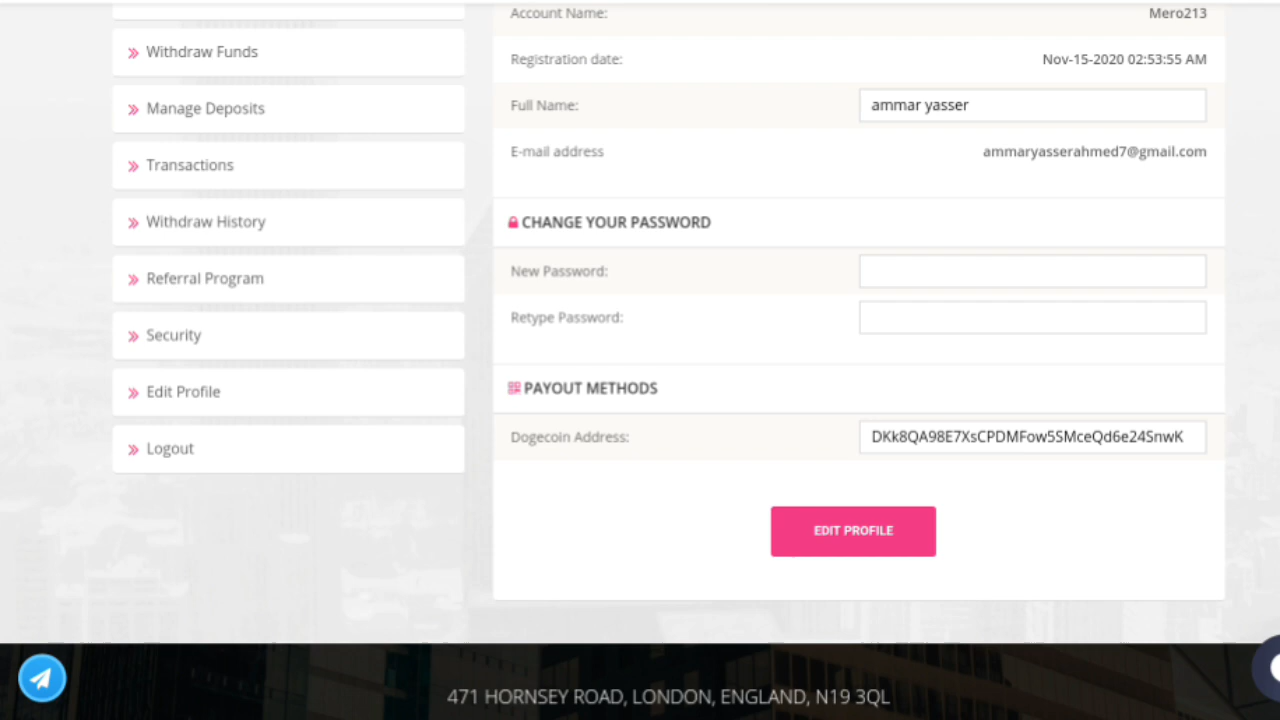 Withdraw Funds
Manage Deposits
Transactions
Withdraw History
Referral Program
Security
Edit Profile
Logout
Account Name: Mero213
Registration date: Nov-15-2020 02:53:55 AM
Full Name: ammar yasser
E-mail address ammaryasserahmed7@gmail.com
CHANGE YOUR PASSWORD
New Password:
Retype Password:
PAYOUT METHODS
Dogecoin Address: DKk8QA98E7XsCPDMFow5SMceQd6e24SnwK
EDIT PROFILE
471 HORNSEY ROAD, LONDON, ENGLAND, N19 3QL